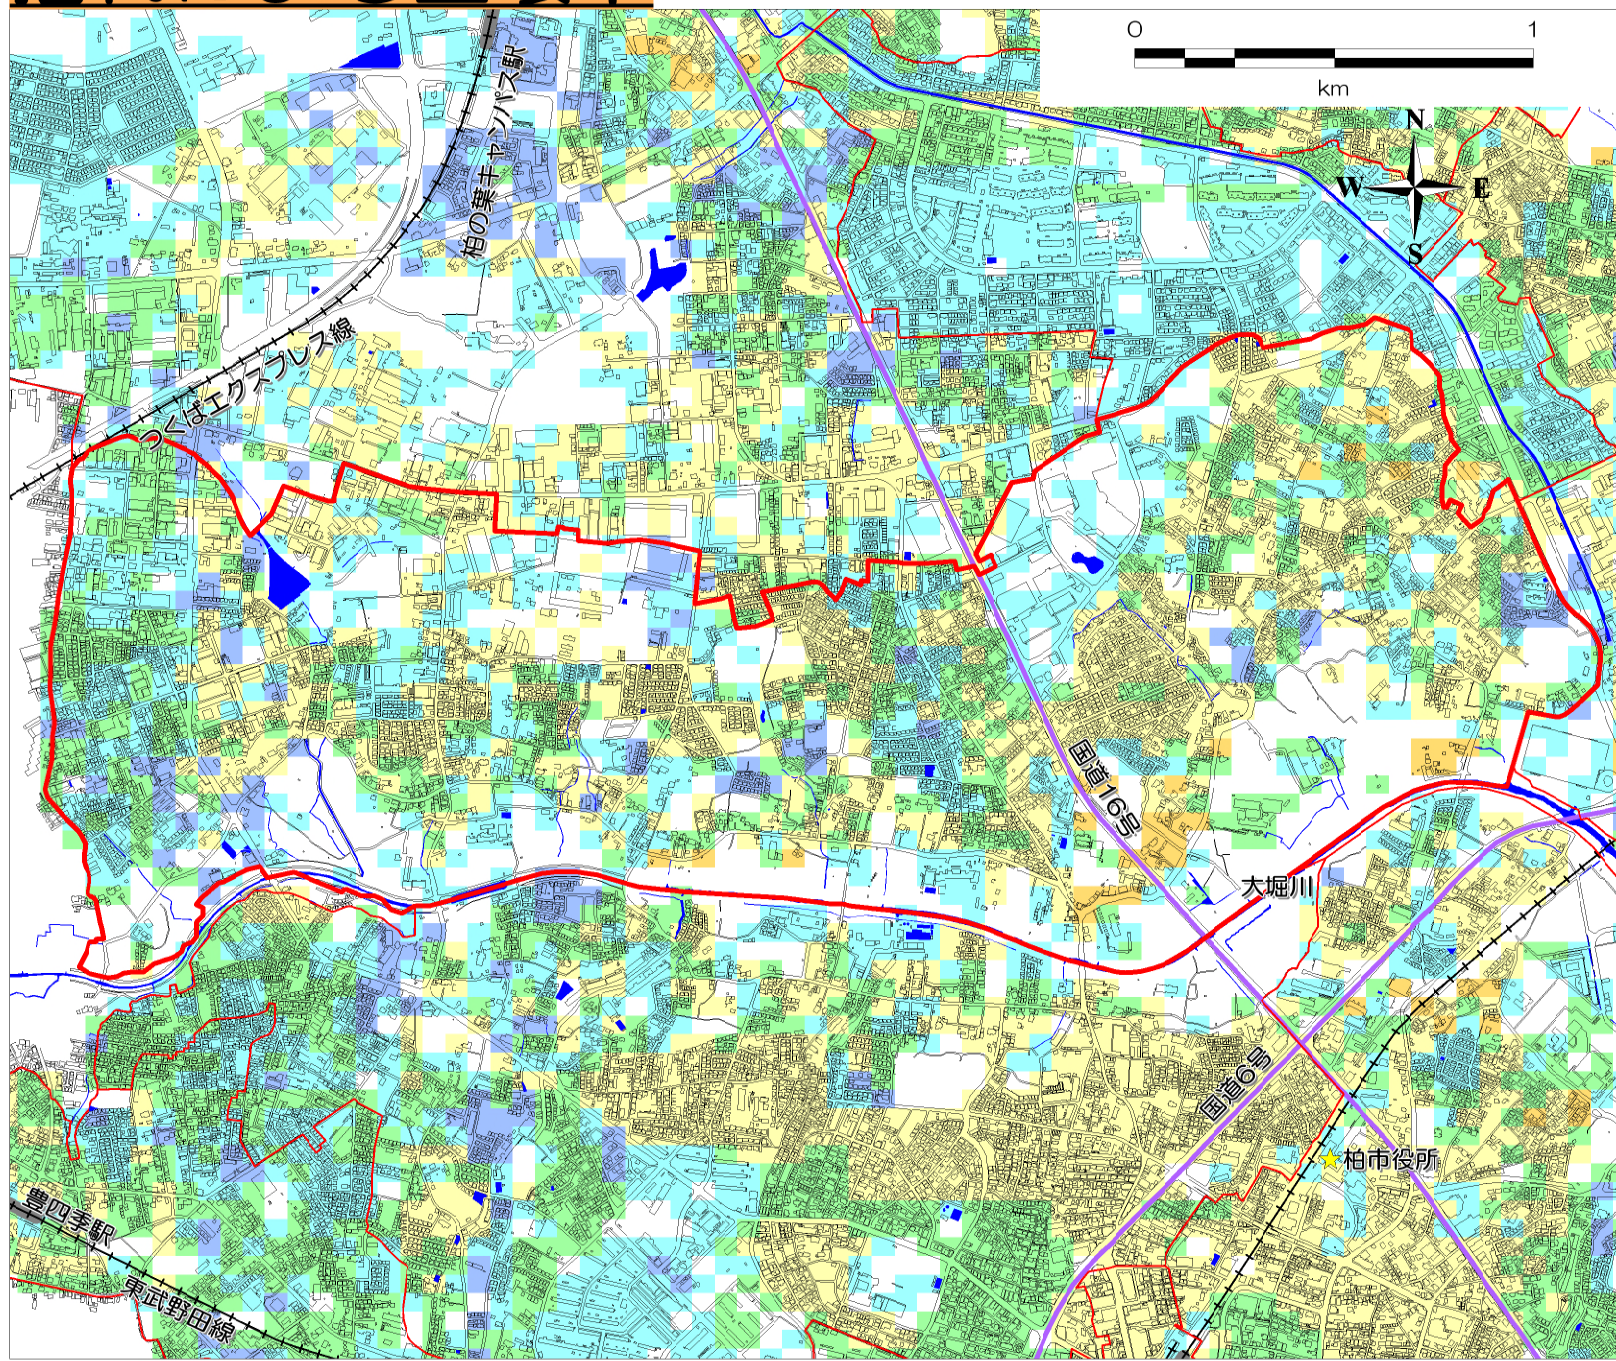 0 1
km
N
W E
S
柏の葉キャンパス駅
つくばエクスプレス線
国道16号
大堀川
国道6号
柏市役所
豊四季駅
東武野田線